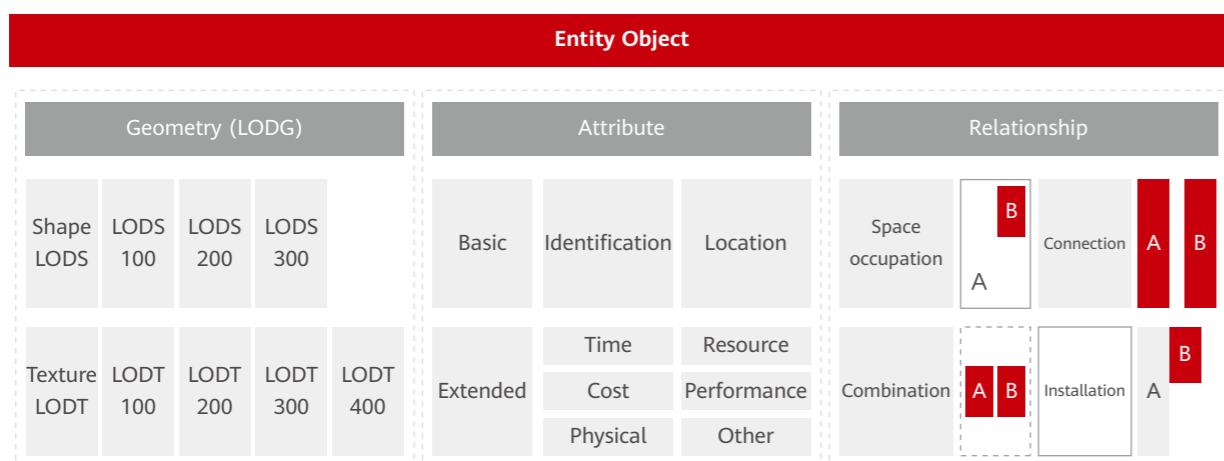 Entity Object
Geometry (LODG)
Shape
LODS
LODS
100
LODS
200
LODS
300
Texture
LODT
LODT
100
LODT
200
LODT
300
LODT
400
Attribute
Basic
Identification
Location
Extended
Time
Resource
Cost
Performance
Physical
Other
Relationship
Space
occupation
B
A
Connection
A
B
Combination
A
B
Installation
B
A